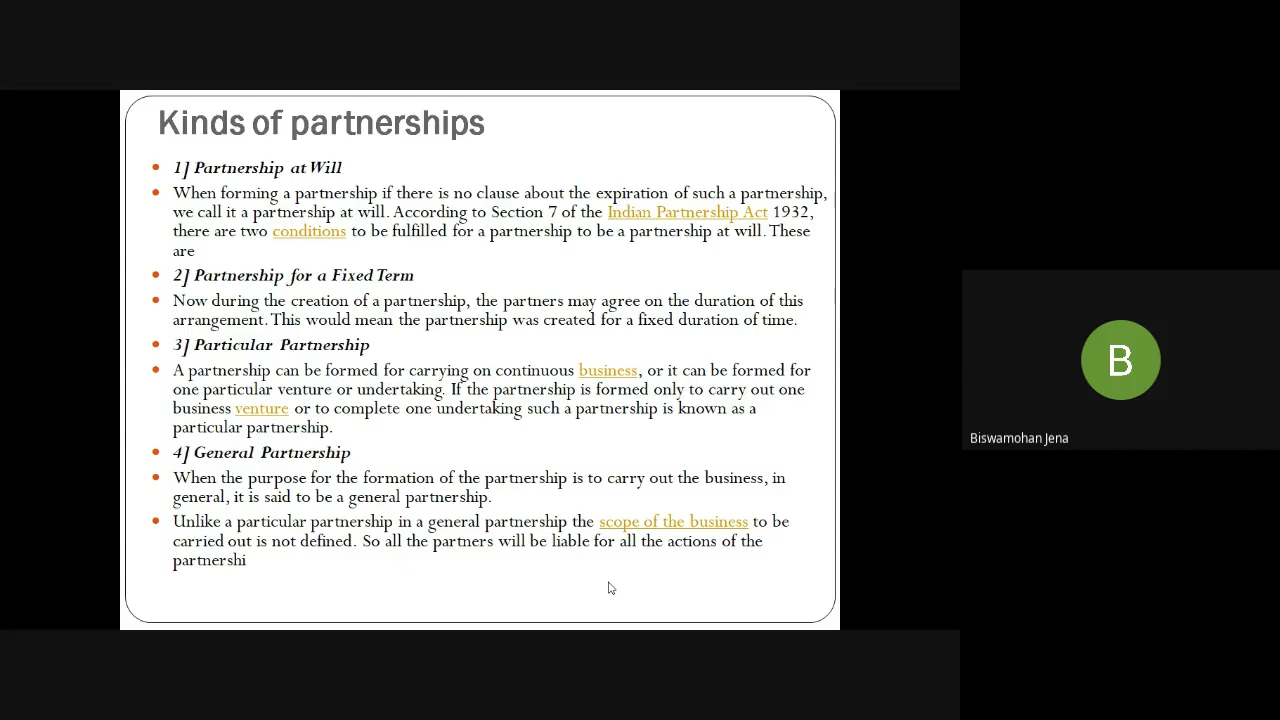 Kinds of partnerships
1] Partnership at Will
When forming a partnership if there is no clause about the expiration of such a partnership,
we call it a partnership at will. According to Section 7 of the Indian Partnership Act 1932,
there are two conditions to be fulfilled for a partnership to be a partnership at will. These
are
2] Partnership for a Fixed Term
Now during the creation of a partnership, the partners may agree on the duration of this
arrangement. This would mean the partnership was created for a fixed duration of time.
3] Particular Partnership
A partnership can be formed for carrying on continuous business, or it can be formed for
one particular venture or undertaking. If the partnership is formed only to carry out one
business venture or to complete one undertaking such a partnership is known as a
particular partnership.
4] General Partnership
When the purpose for the formation of the partnership is to carry out the business, in
general, it is said to be a general partnership.
Unlike a particular partnership in a general partnership the scope of the business to be
carried out is not defined. So all the partners will be liable for all the actions of the
partnershi
B
Biswamohan Jena